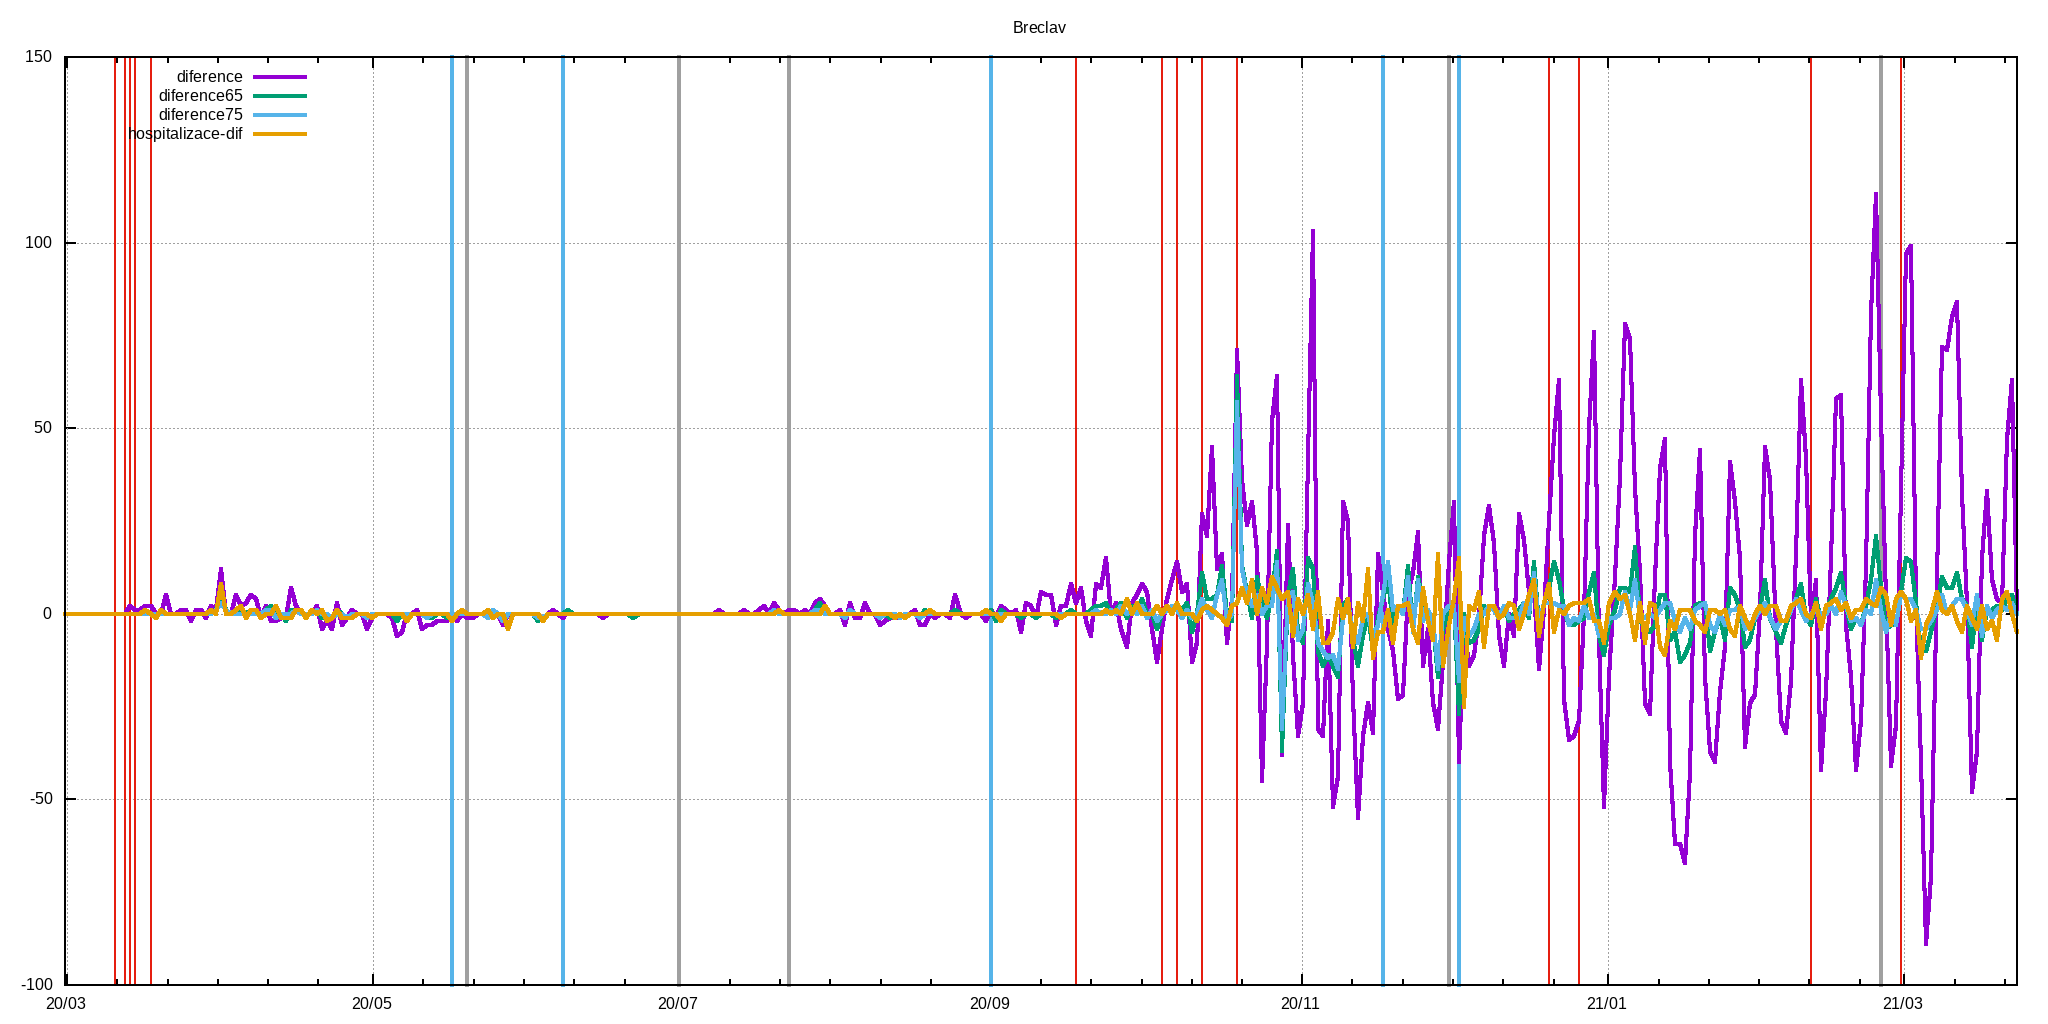 Breclav
150
diference
diference65
diference75
hospitalizace-dif
100
50
0
-50
-100
20/03 20/05 20/07 20/09 20/11 21/01 21/03